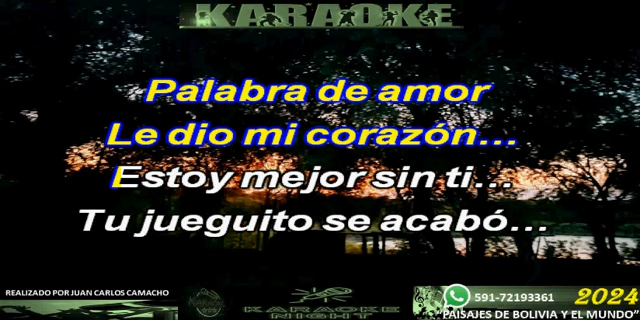 KARAOKE
Palabra de amor
Le dio mi corazón...
Estoy mejor sin ti...
Tu jueguito se acabó...
REALIZADO POR JUAN CARLOS CAMACHO
KARAOKE
NIGHT
591-72193361
2024
"PAISAJES DE BOLIVIA Y EL MUNDO"